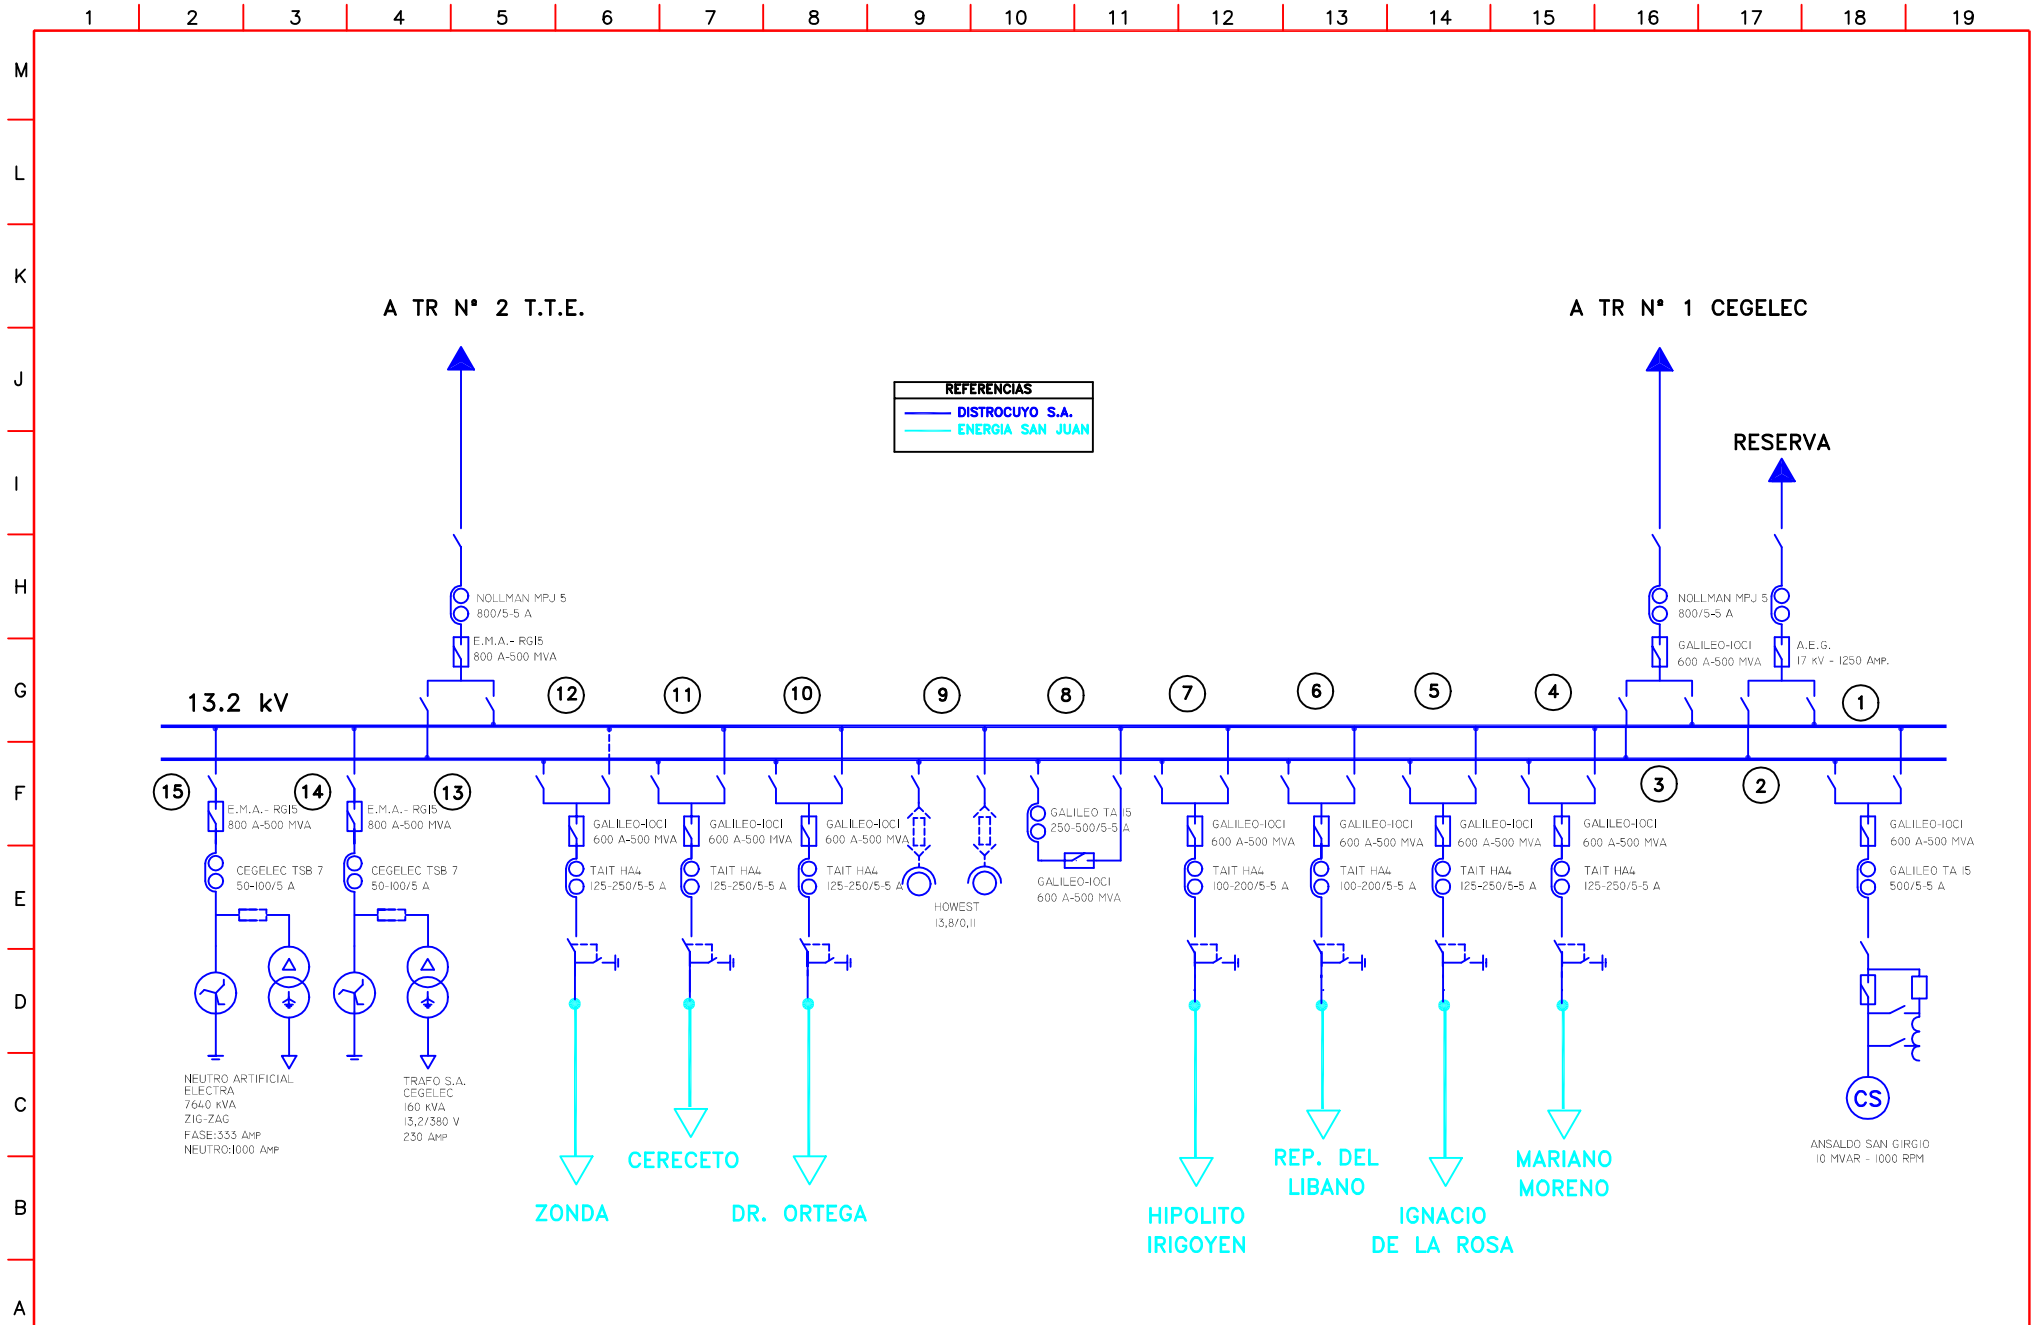 1 2 3 4 5 6 7 8 9 10 11 12 13 14 15 16 17 18 19
M
L
K
J
I
H
G
F
E
D
C
B
A
A TR Nª 2 T.T.E.
A TR Nª 1 CEGELEC
REFERENCIAS
DISTROCUYO S.A.
ENERGIA SAN JUAN
RESERVA
NOLLMAN MPJ 5
800/5-5 A
E.M.A.- RG15
800 A-500 MVA
NOLLMAN MPJ 5
800/5-5 A
GALILEO-IOCI
600 A-500 MVA
A.E.G.
17 KV - 1250 AMP.
13.2 kV
12
11
10
9
8
7
6
5
4
1
15
14
13
3
2
E.M.A.- RG15
800 A-500 MVA
CEGELEC TSB 7
50-100/5 A
E.M.A.- RG15
800 A-500 MVA
CEGELEC TSB 7
50-100/5 A
GALILEO-IOCI
600 A-500 MVA
TAIT HA4
125-250/5-5 A
GALILEO-IOCI
600 A-500 MVA
TAIT HA4
125-250/5-5 A
GALILEO-IOCI
600 A-500 MVA
TAIT HA4
125-250/5-5 A
HOWEST
13,8/0,11
GALILEO TA 15
250-500/5-5 A
GALILEO-IOCI
600 A-500 MVA
GALILEO-IOCI
600 A-500 MVA
TAIT HA4
100-200/5-5 A
GALILEO-IOCI
600 A-500 MVA
TAIT HA4
100-200/5-5 A
GALILEO-IOCI
600 A-500 MVA
TAIT HA4
125-250/5-5 A
GALILEO-IOCI
600 A-500 MVA
TAIT HA4
125-250/5-5 A
GALILEO-IOCI
600 A-500 MVA
GALILEO TA 15
500/5-5 A
NEUTRO ARTIFICIAL
ELECTRA
7640 KVA
ZIG-ZAG
FASE:333 AMP
NEUTRO:1000 AMP
TRAFO S.A.
CEGELEC
160 KVA
13,2/380 V
230 AMP
CS
ANSALDO SAN GIRGIO
10 MVAR - 1000 RPM
ZONDA
CERECETO
DR. ORTEGA
HIPOLITO
IRIGOYEN
REP. DEL
LIBANO
IGNACIO
DE LA ROSA
MARIANO
MORENO